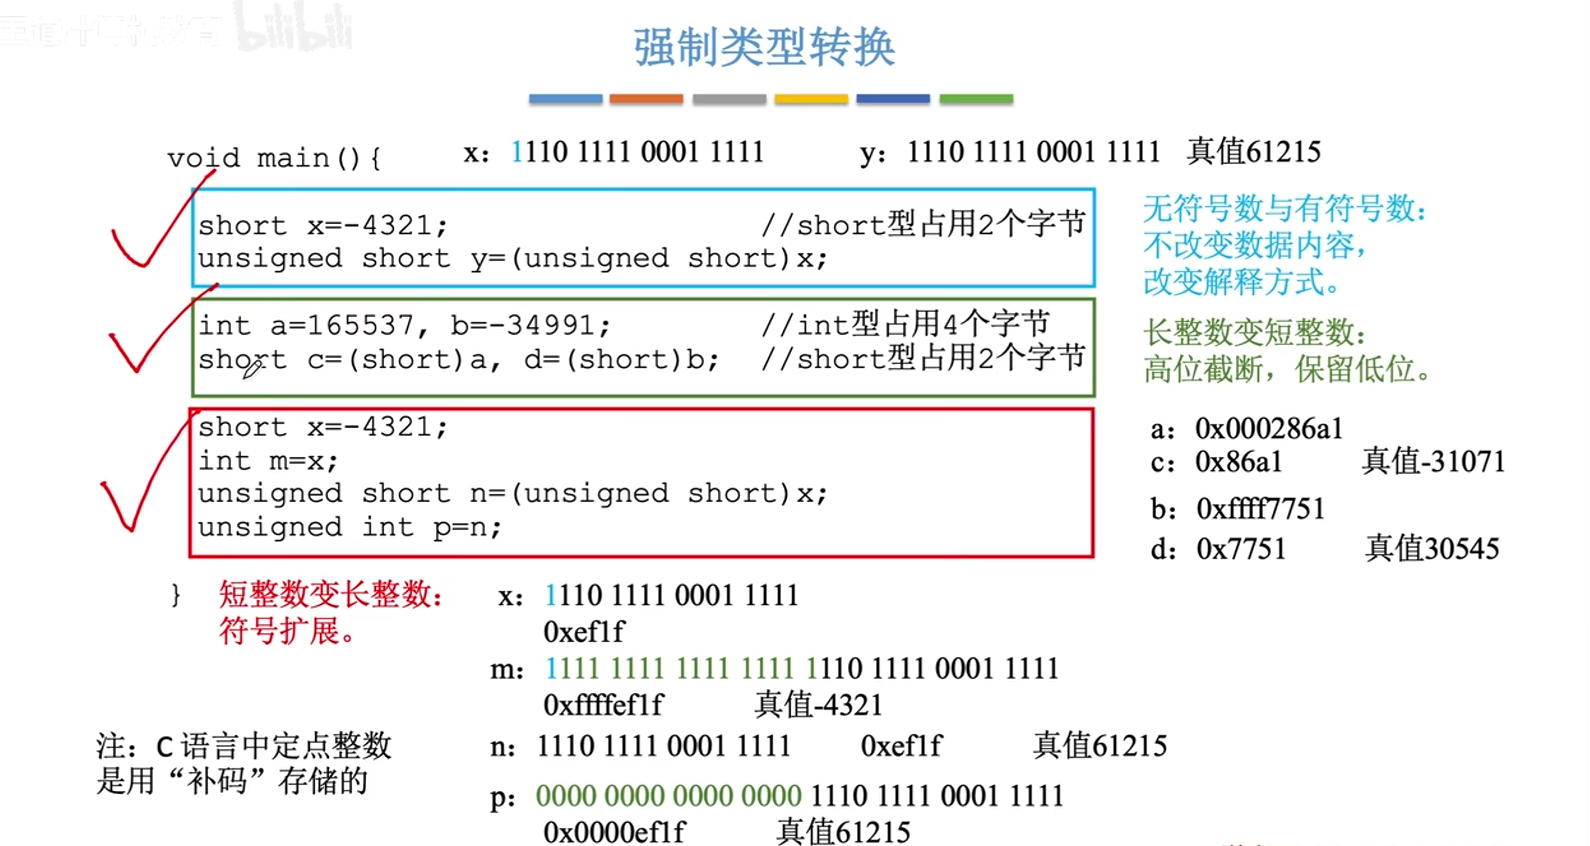 bilibili
强制类型转换
void main(){
x: 1110 1111 0001 1111
y: 1110 1111 0001 1111 真值61215
short x=-4321; //short型占用2个字节
unsigned short y=(unsigned short)x;
无符号数与有符号数:
不改变数据内容,
改变解释方式。
int a=165537, b=-34991; //int型占用4个字节
short c=(short)a, d=(short)b; //short型占用2个字节
长整数变短整数:
高位截断, 保留低位。
short x=-4321;
int m=x;
unsigned short n=(unsigned short)x;
unsigned int p=n;
a: 0x000286a1
c: 0x86a1 真值-31071
b: 0xffff7751
d: 0x7751 真值30545
}
短整数变长整数:
符号扩展。
x: 1110 1111 0001 1111
0xef1f
m: 1111 1111 1111 1111 1110 1111 0001 1111
0xffffef1f 真值-4321
注: C 语言中定点整数
是用“补码”存储的
n: 1110 1111 0001 1111 0xef1f 真值61215
p: 0000 0000 0000 0000 1110 1111 0001 1111
0x0000ef1f 真值61215